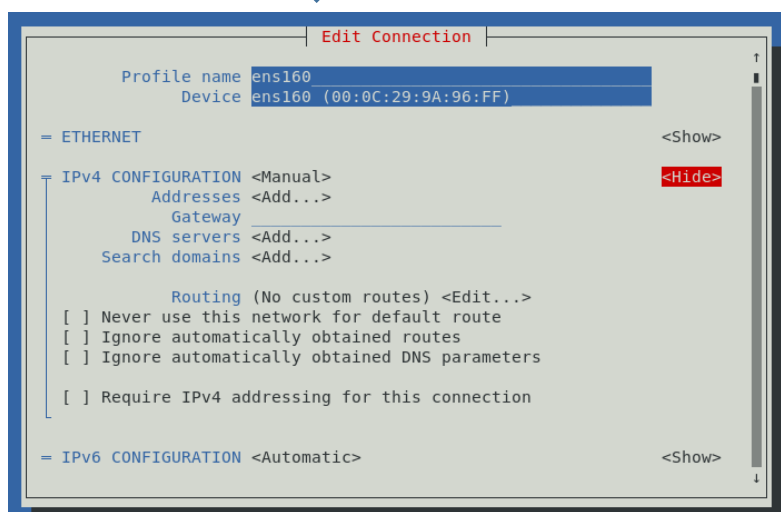 Edit Connection
Profile name ens160
Device ens160 (00:0C:29:9A:96:FF)
= ETHERNET <Show>
IPv4 CONFIGURATION <Manual> <Hide>
Addresses <Add...>
Gateway
DNS servers <Add...>
Search domains <Add...>
Routing (No custom routes) <Edit...>
[ ] Never use this network for default route
[ ] Ignore automatically obtained routes
[ ] Ignore automatically obtained DNS parameters
[ ] Require IPv4 addressing for this connection
= IPv6 CONFIGURATION <Automatic> <Show>